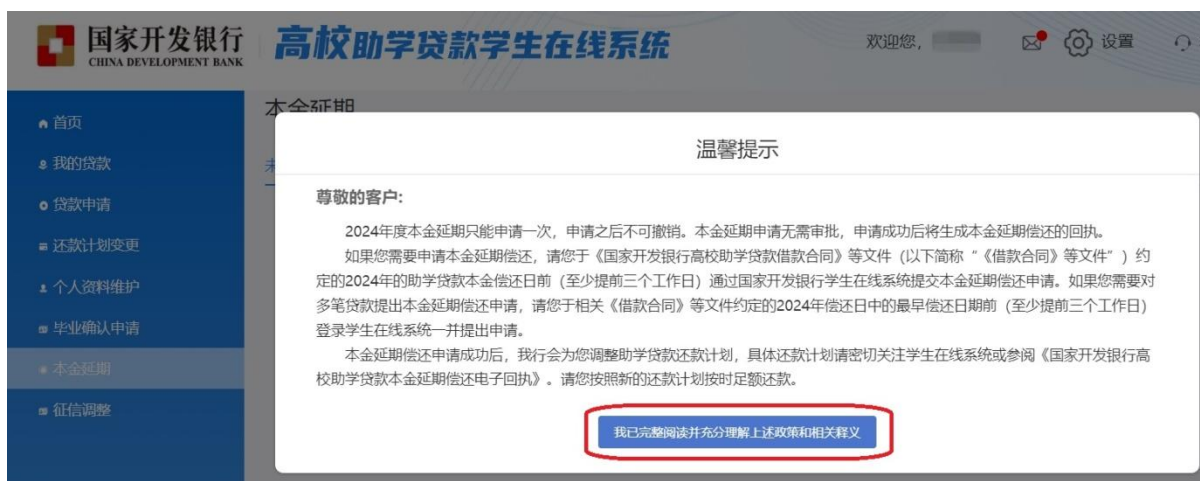 国家开发银行
CHINA DEVELOPMENT BANK
高校助学贷款学生在线系统
欢迎您,
设置
首页
我的贷款
贷款申请
还款计划变更
个人资料维护
毕业确认申请
本金延期
征信调整
本金延期
未
温馨提示
尊敬的客户:
2024年度本金延期只能申请一次，申请之后不可撤销。本金延期申请无需审批，申请成功后将生成本金延期偿还的回执。
如果您需要申请本金延期偿还，请您于《国家开发银行高校助学贷款借款合同》等文件（以下简称“《借款合同》等文件”）约
定的2024年的助学贷款本金偿还日前（至少提前三个工作日）通过国家开发银行学生在线系统提交本金延期偿还申请。如果您需要对
多笔贷款提出本金延期偿还申请，请您于相关《借款合同》等文件约定的2024年偿还日中的最早偿还日期前（至少提前三个工作日）
登录学生在线系统一并提出申请。
本金延期偿还申请成功后，我行会为您调整助学贷款还款计划，具体还款计划请密切关注学生在线系统或参阅《国家开发银行高
校助学贷款本金延期偿还电子回执》。请您按照新的还款计划按时足额还款。
我已完整阅读并充分理解上述政策和相关释义